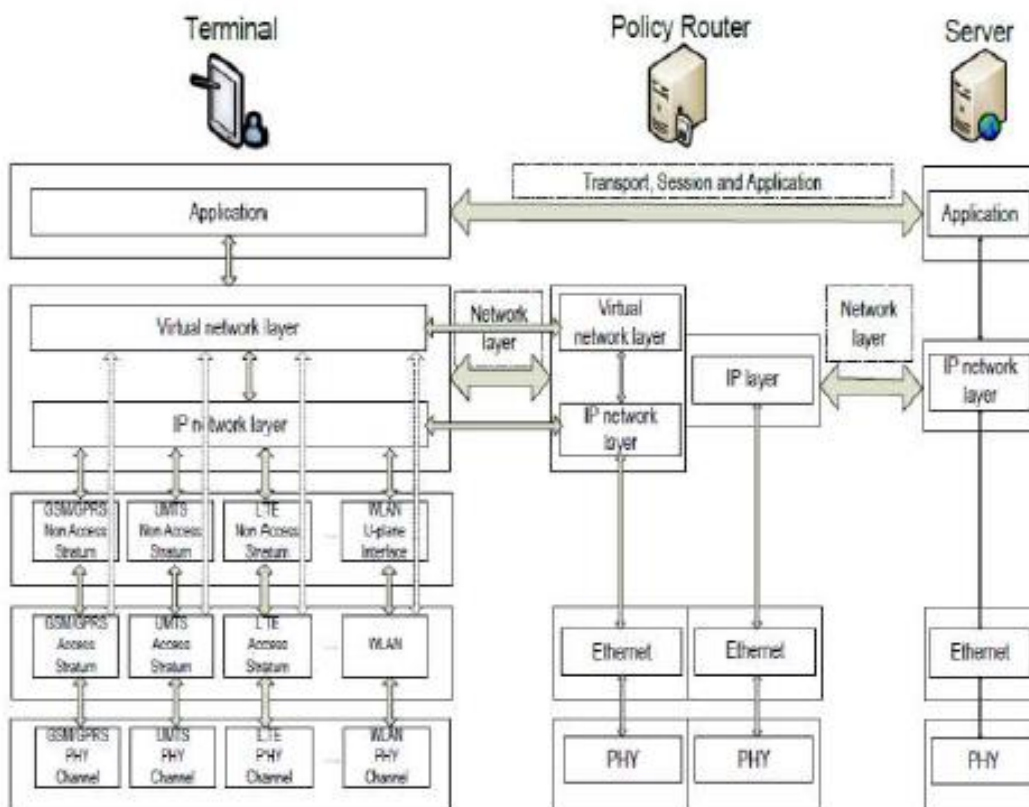 Terminal
Policy Router
Server
Transport, Session and Application
Application
Application
Virtual network layer
Network
layer
Virtual
network layer
Network
layer
IP layer
IP network
layer
IP network layer
IP network
layer
GSM/GPRS
Non Access
Stratum
UMTS
Non Access
Stratum
LTE
Non Access
Stratum
...
WLAN
U-plane
Interface
GSM/GPRS
Access
Stratum
UMTS
Access
Stratum
LTE
Access
Stratum
...
WLAN
Ethernet
Ethernet
Ethernet
GSM/GPRS
PHY
Channel
UMTS
PHY
Channel
LTE
PHY
Channel
...
WLAN
PHY
Channel
PHY
PHY
PHY